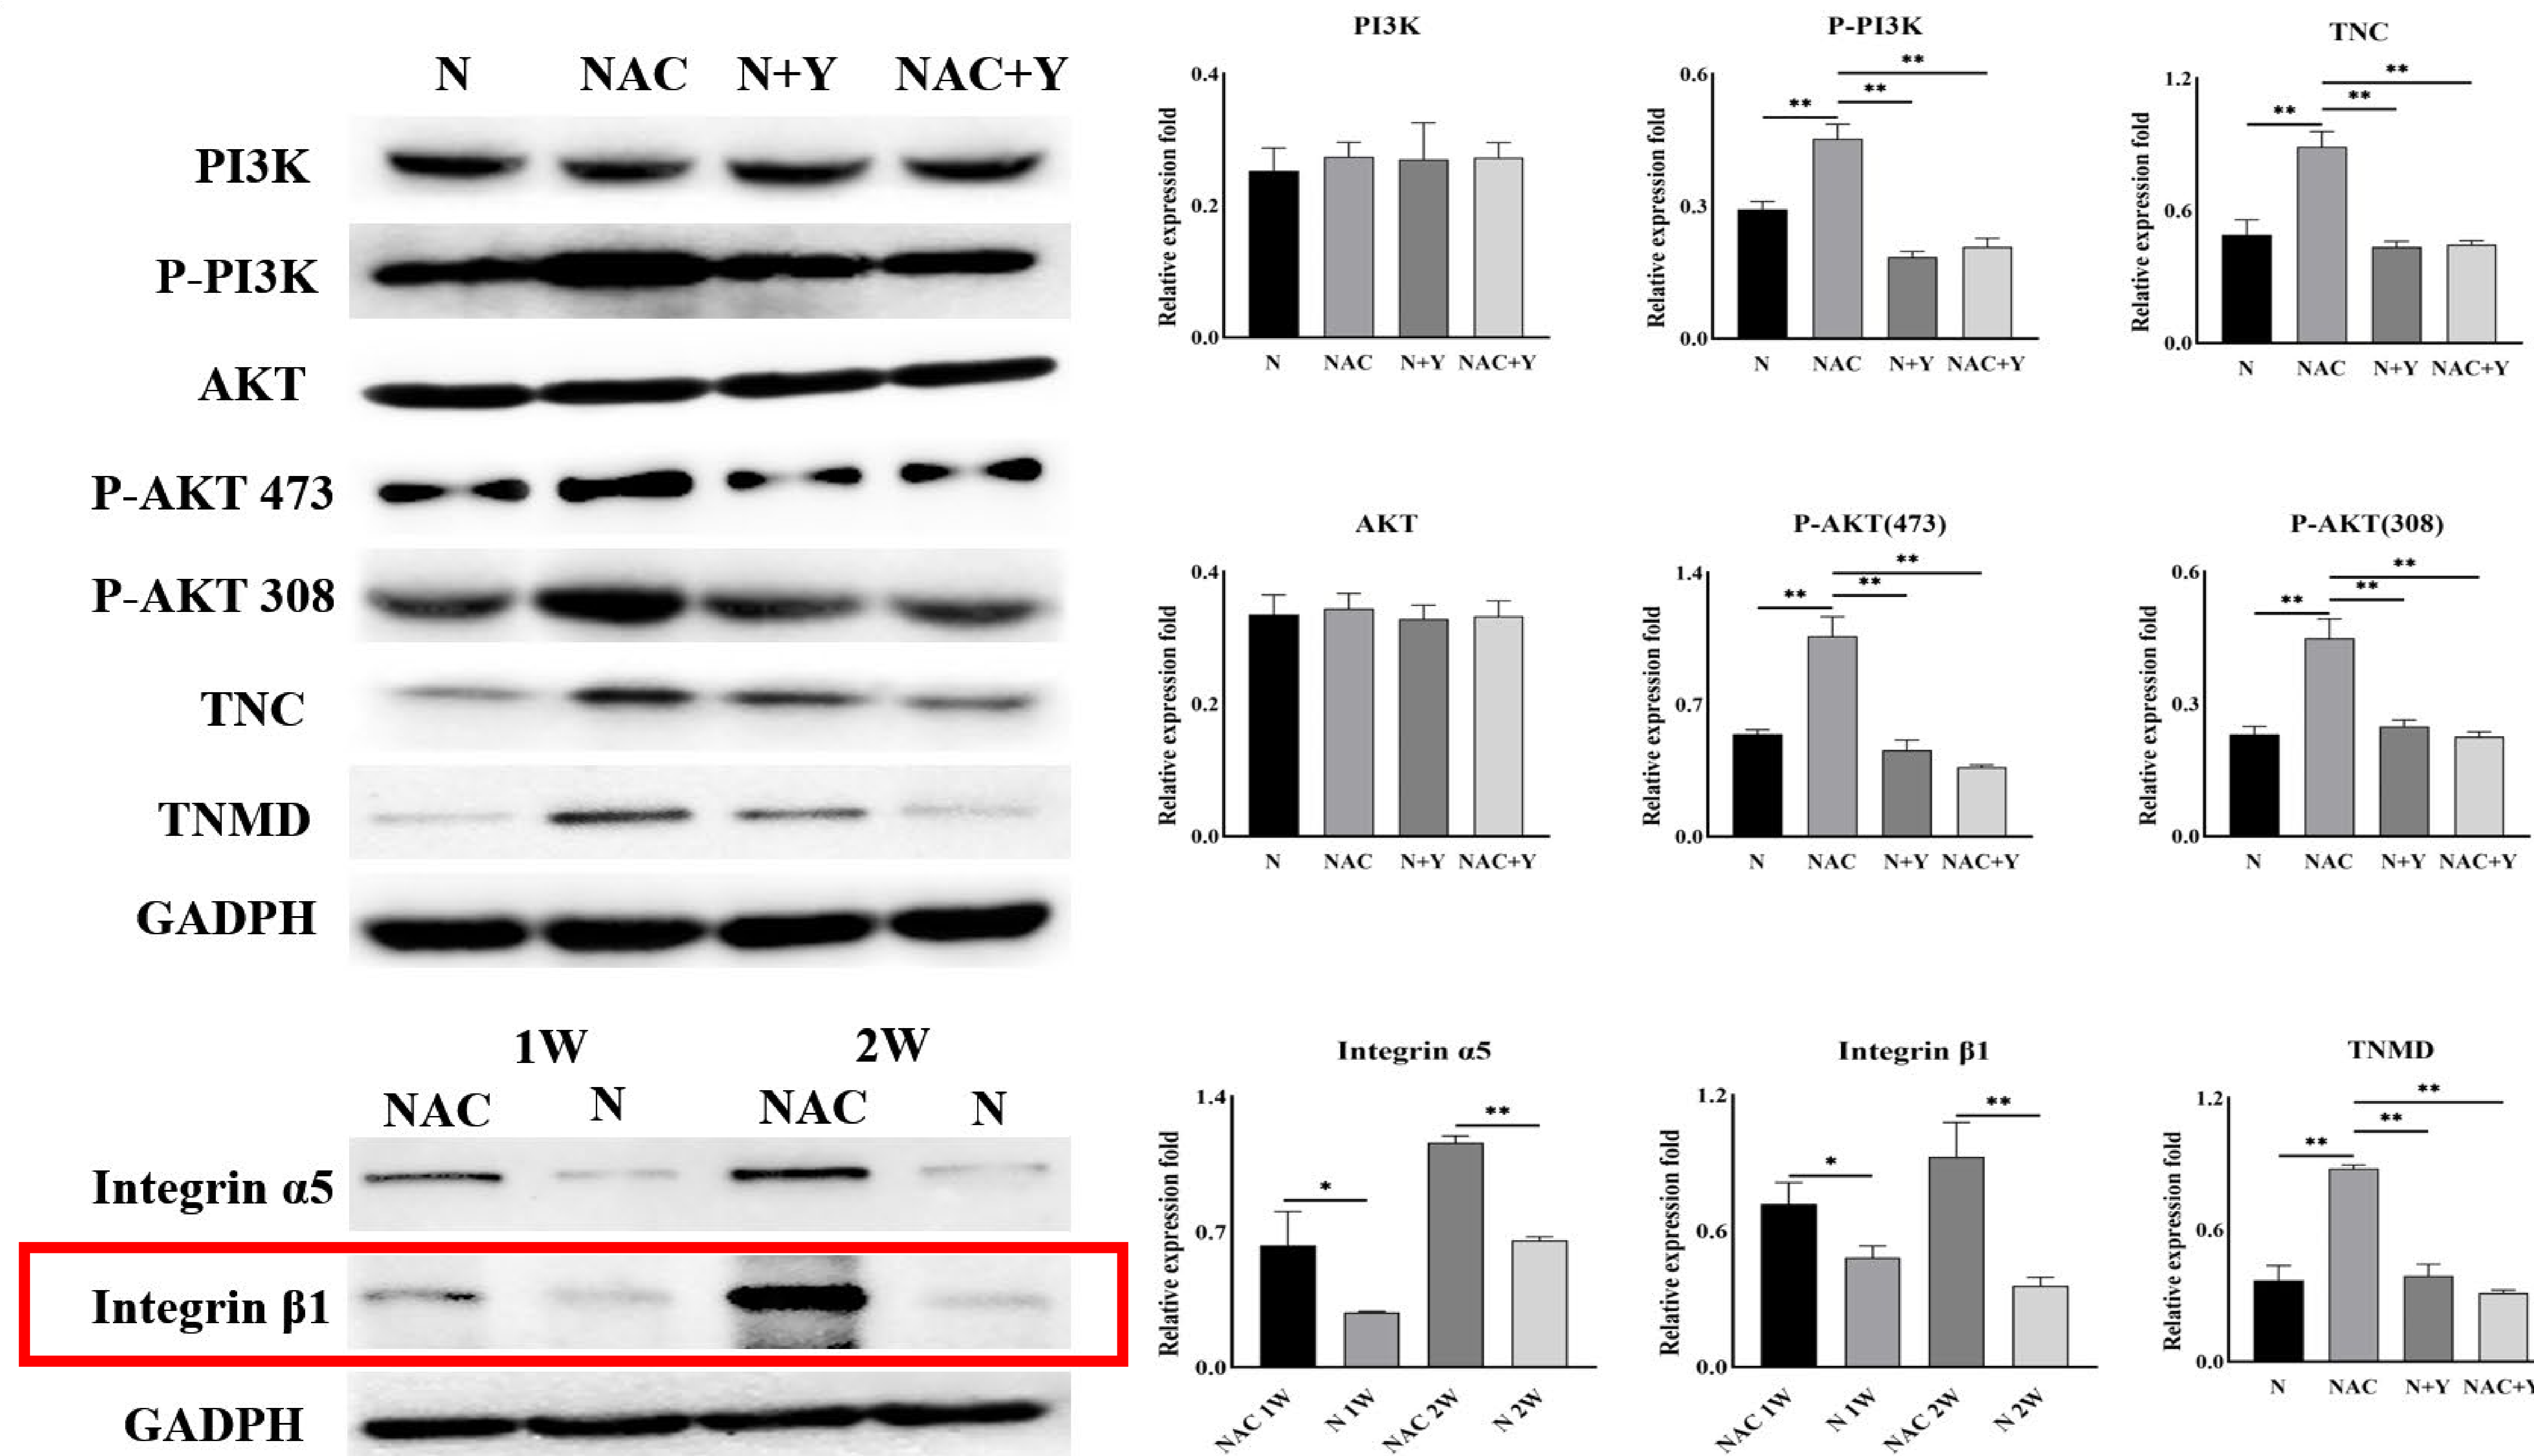 N NAC N+Y NAC+Y
PI3K
P-PI3K
AKT
P-AKT 473
P-AKT 308
TNC
TNMD
GADPH
1W 2W
NAC N NAC N
Integrin α5
Integrin β1
GADPH
PI3K
Relative expression fold
0.4
0.2
0.0
N NAC N+Y NAC+Y
P-PI3K
Relative expression fold
0.6
0.3
0.0
** ** **
N NAC N+Y NAC+Y
TNC
Relative expression fold
1.2
0.6
0.0
** ** **
N NAC N+Y NAC+Y
AKT
Relative expression fold
0.4
0.2
0.0
N NAC N+Y NAC+Y
P-AKT(473)
Relative expression fold
1.4
0.7
0.0
** ** **
N NAC N+Y NAC+Y
P-AKT(308)
Relative expression fold
0.6
0.3
0.0
** ** **
N NAC N+Y NAC+Y
Integrin α5
Relative expression fold
1.4
0.7
0.0
* **
NAC 1W N 1W NAC 2W N 2W
Integrin β1
Relative expression fold
1.2
0.6
0.0
* **
NAC 1W N 1W NAC 2W N 2W
TNMD
Relative expression fold
1.2
0.6
0.0
** ** **
N NAC N+Y NAC+Y